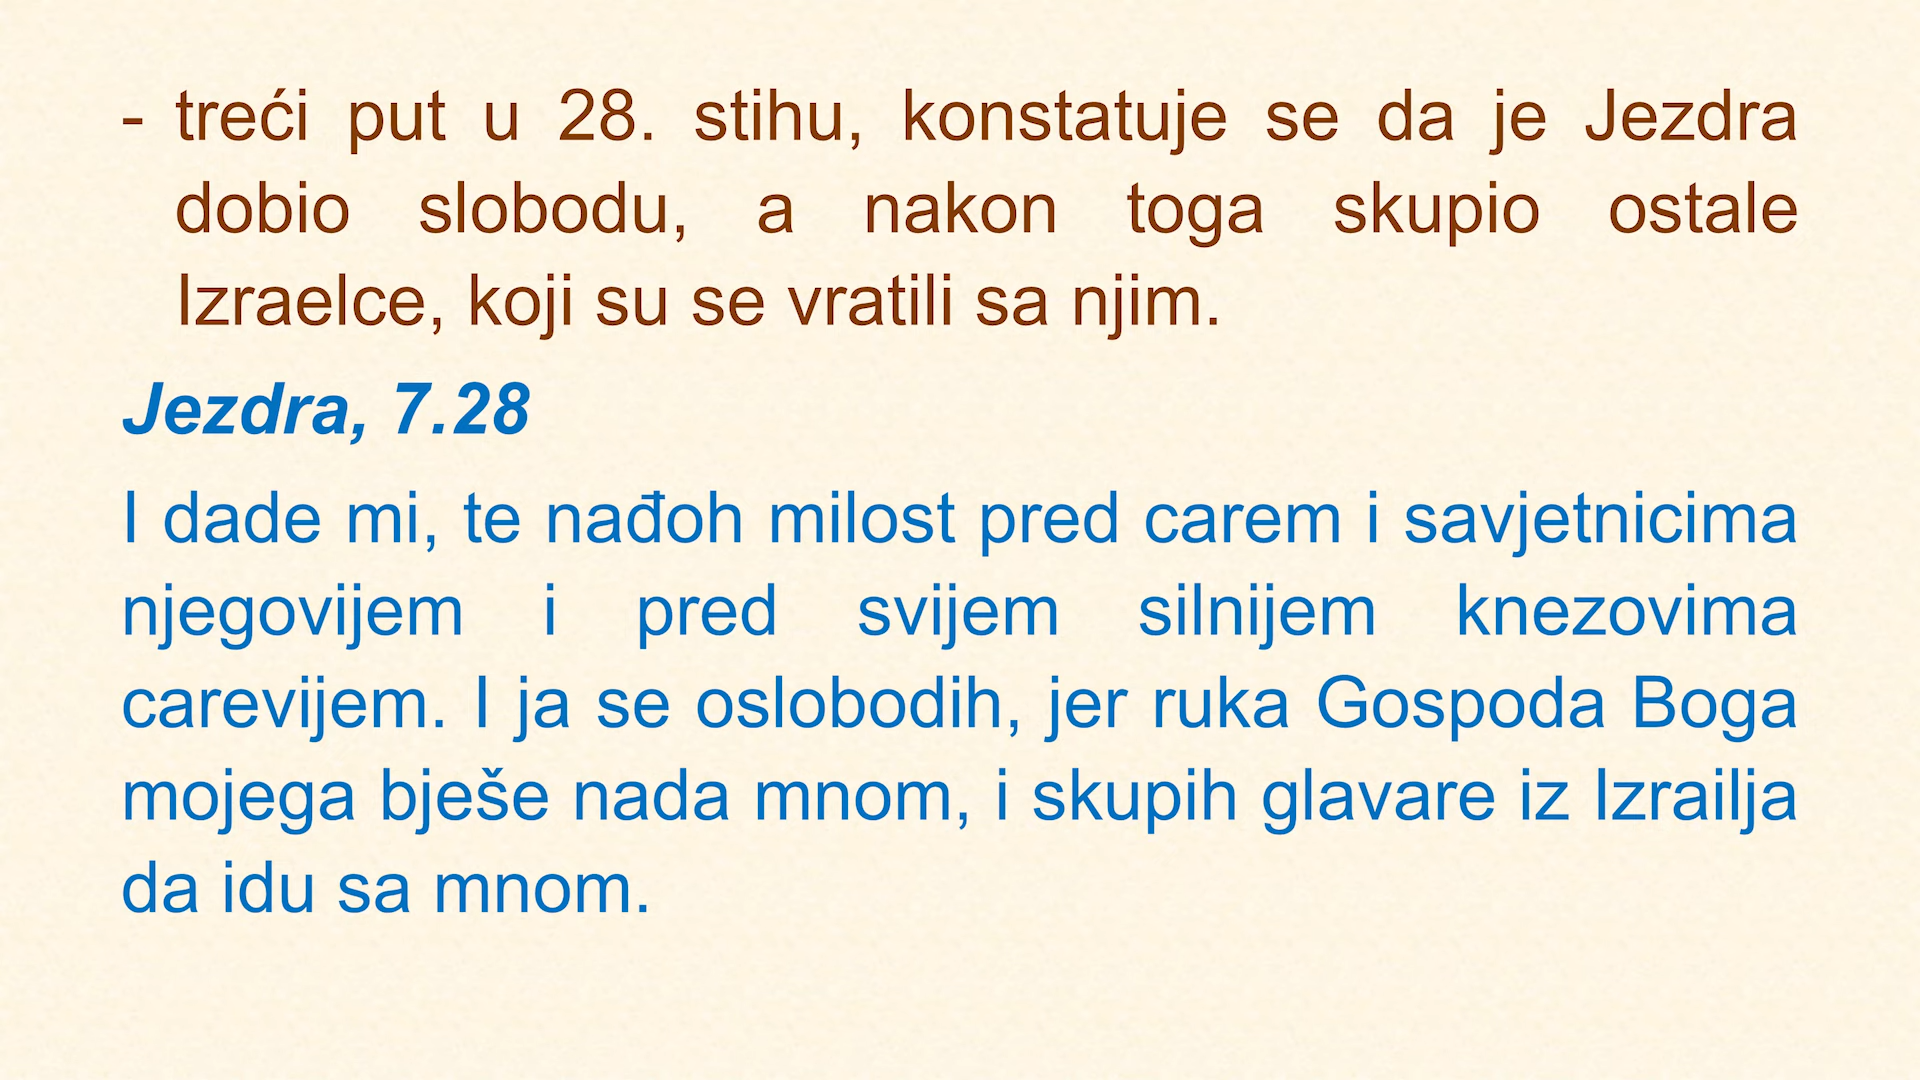 - treći put u 28. stihu, konstatuje se da je Jezdra
dobio slobodu, a nakon toga skupio ostale
Izraelce, koji su se vratili sa njim.
Jezdra, 7.28
I dade mi, te nađoh milost pred carem i savjetnicima
njegovijem i pred svijem silnijem knezovima
carevijem. I ja se oslobodih, jer ruka Gospoda Boga
mojega bješe nada mnom, i skupih glavare iz Izrailja
da idu sa mnom.